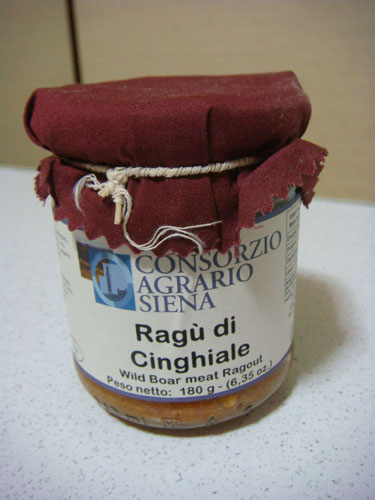 CONSORZIO
AGRARIO
SIENA
Ragù di
Cinghiale
Wild Boar meat Ragout
Peso netto: 180 g - (6,35 oz.)